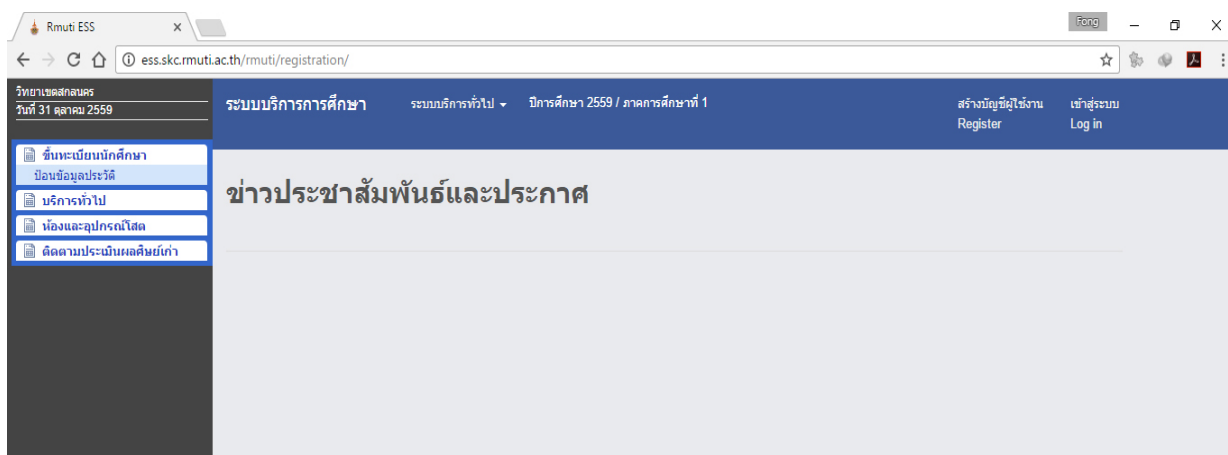 Rmuti ESS
Fong
ess.skc.rmuti.ac.th/rmuti/registration/
วิทยาเขตสกลนคร
วันที่ 31 ตุลาคม 2559
ระบบบริการการศึกษา
ระบบบริการทั่วไป
ปีการศึกษา 2559 / ภาคการศึกษาที่ 1
สร้างบัญชีผู้ใช้งาน
Register
เข้าสู่ระบบ
Log in
ขึ้นทะเบียนนักศึกษา
ป้อนข้อมูลประวัติ
บริการทั่วไป
ห้องและอุปกรณ์โสต
ติดตามประเมินผลศิษย์เก่า
ข่าวประชาสัมพันธ์และประกาศ